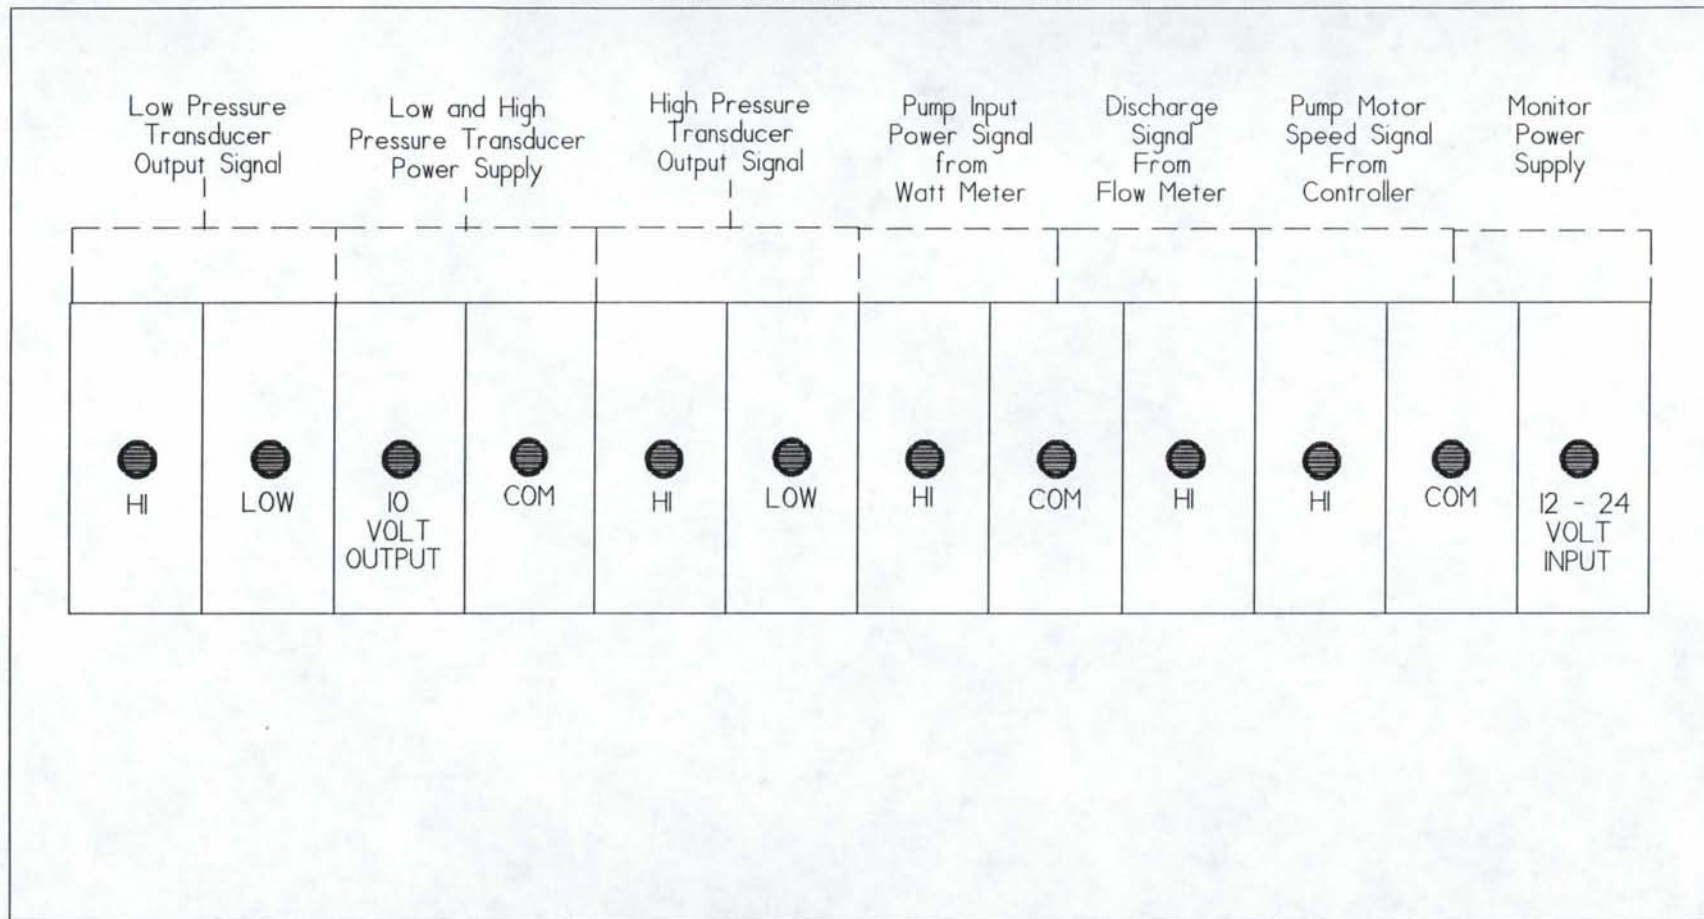 Low Pressure
Transducer
Output Signal
Low and High
Pressure Transducer
Power Supply
High Pressure
Transducer
Output Signal
Pump Input
Power Signal
from
Watt Meter
Discharge
Signal
From
Flow Meter
Pump Motor
Speed Signal
From
Controller
Monitor
Power
Supply
HI
LOW
10
VOLT
OUTPUT
COM
HI
LOW
HI
COM
HI
HI
COM
12 - 24
VOLT
INPUT